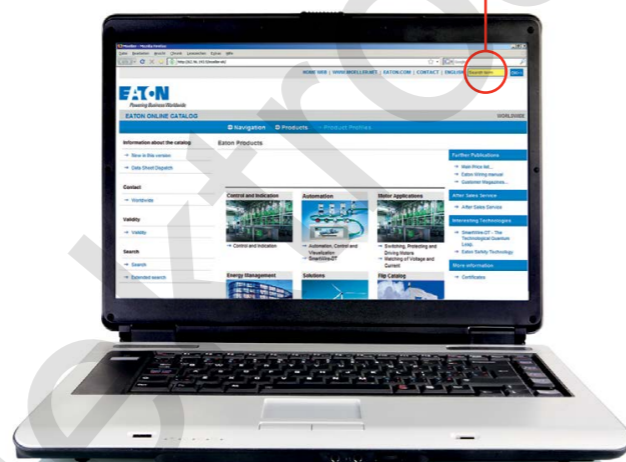 HOME WEB | WWW.MOELLER.NET | EATON.COM | CONTACT | ENGLISH
EATON
Powering Business Worldwide
EATON ONLINE CATALOG
WORLDWIDE
Navigation Products Product Profiles
Information about the catalog
→ New in this version
→ Data Sheet Dispatch
Contact
→ Worldwide
Validity
→ Validity
Search
→ Search
→ Extended search
Eaton Products
Control and Indication
→ Control and Indication
Automation
→ Automation, Control and
Visualization
→ SmartWire-DT
Motor Applications
→ Switching, Protecting and
Driving Motors
→ Matching of Voltage and
Current
Energy Management
Solutions
Flip Catalog
Further Publications
→ Main Price list...
→ Eaton Wiring manual
→ Customer Magazines...
After Sales Service
→ After Sales Service
Interesting Technologies
→ SmartWire-DT - The
Technological Quantum
Leap.
→ Eaton Safety Technology
More information
→ Certificates